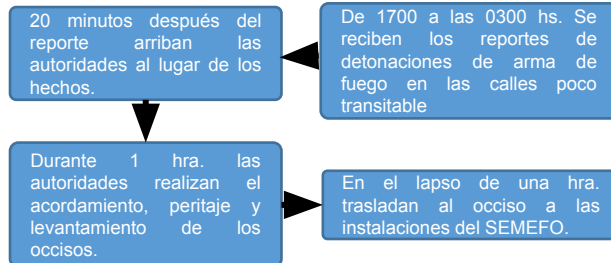 20 minutos después del
reporte arriban las
autoridades al lugar de los
hechos.
De 1700 a las 0300 hs. Se
reciben los reportes de
detonaciones de arma de
fuego en las calles poco
transitable
Durante 1 hra. las
autoridades realizan el
acordamiento, peritaje y
levantamiento de los
occisos.
En el lapso de una hra.
trasladan al occiso a las
instalaciones del SEMEFO.